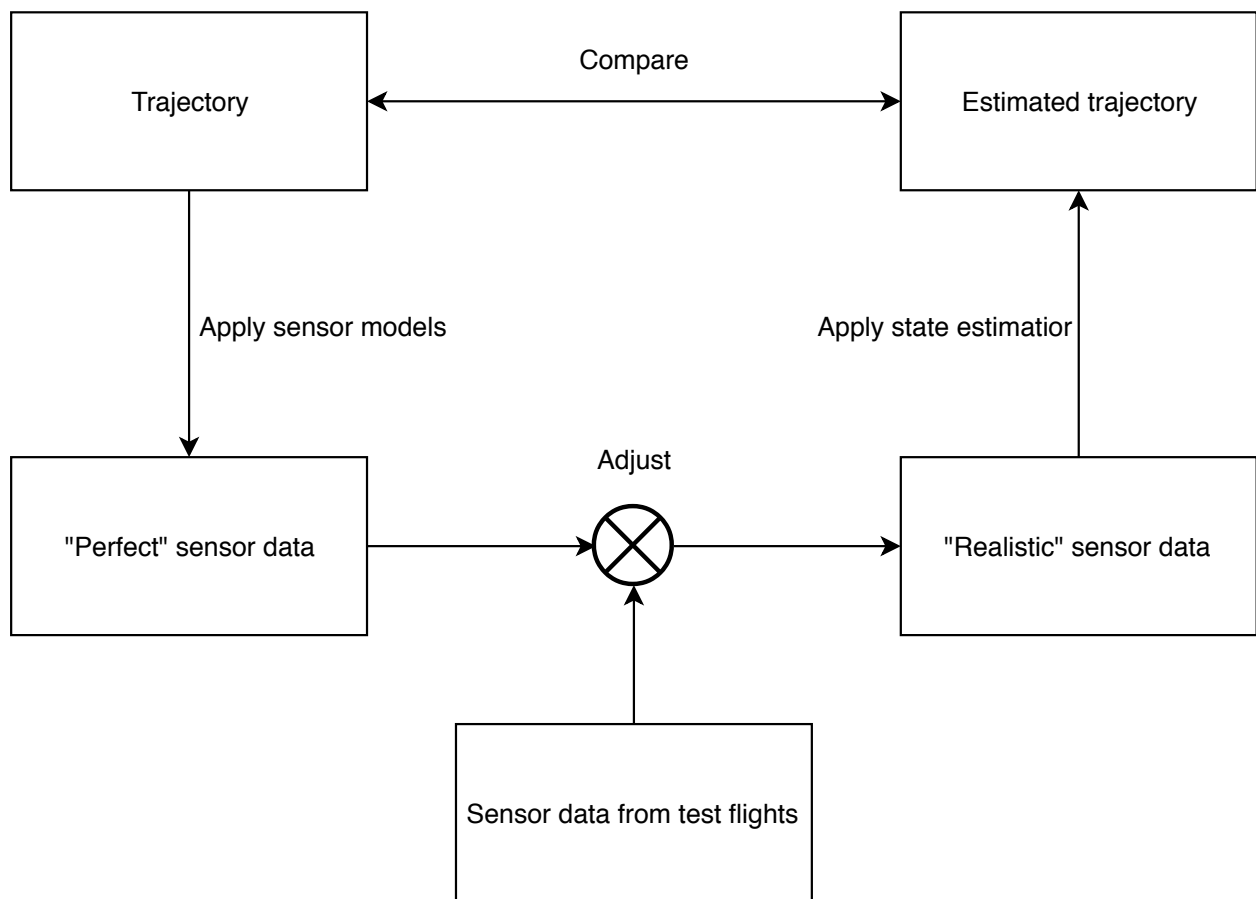 Compare
Trajectory
Estimated trajectory
Apply sensor models
Apply state estimatior
Adjust
"Perfect" sensor data
"Realistic" sensor data
Sensor data from test flights